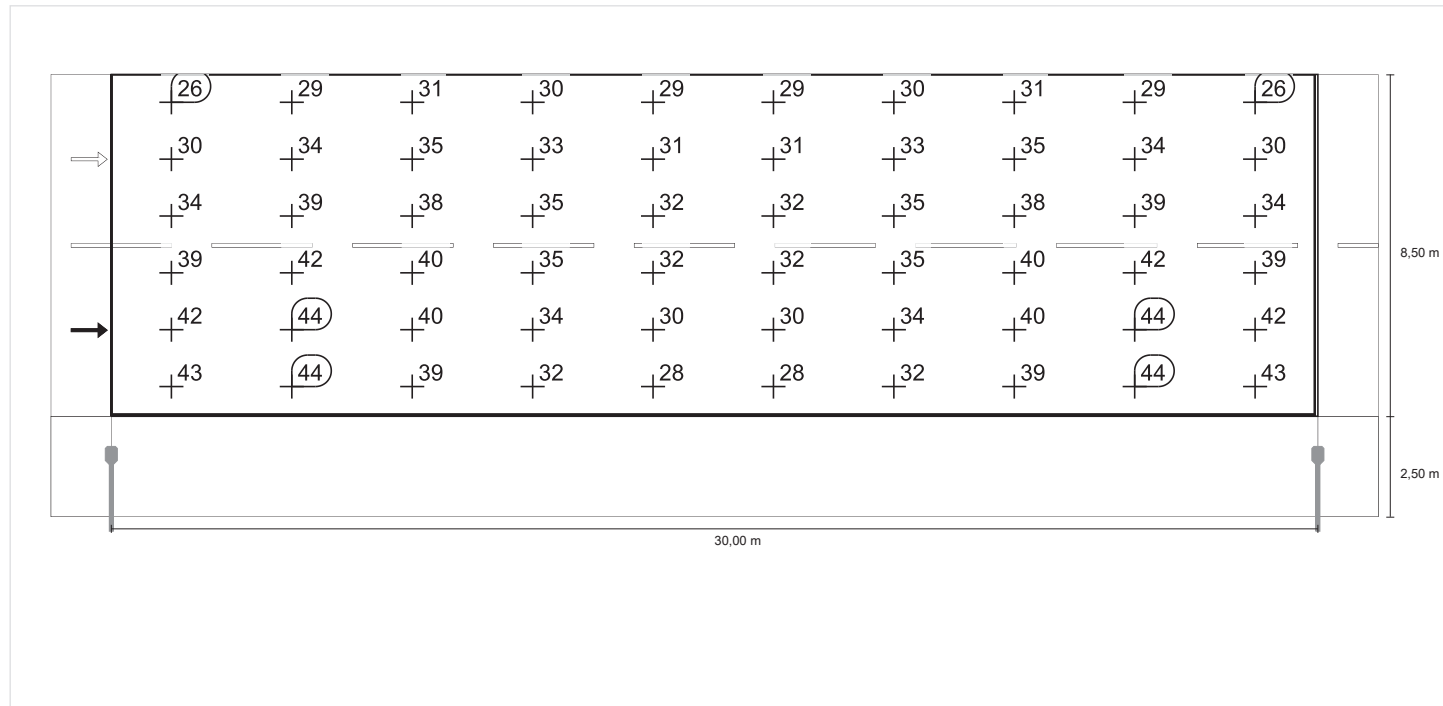 26 29 31 30 29 29 30 31 29 26
30 34 35 33 31 31 33 35 34 30
34 39 38 35 32 32 35 38 39 34
39 42 40 35 32 32 35 40 42 39
8,50 m
42 44 40 34 30 30 34 40 44 42
43 44 39 32 28 28 32 39 44 43
2,50 m
30,00 m